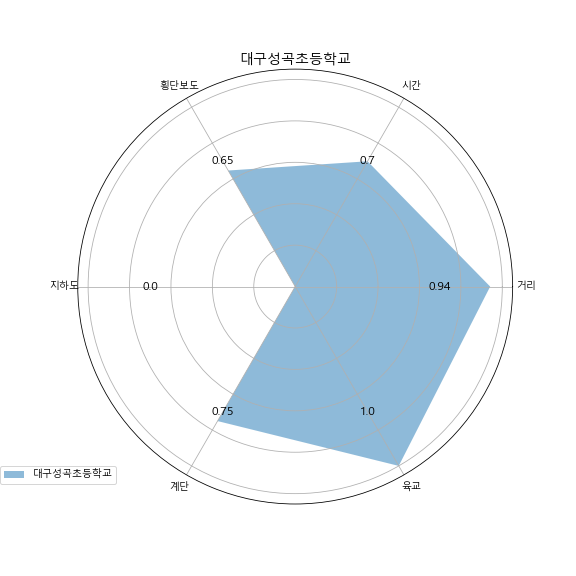 대구성곡초등학교
횡단보도
시간
0.65
0.7
지하도
0.0
0.94
거리
0.75
1.0
대구성곡초등학교
계단
육교